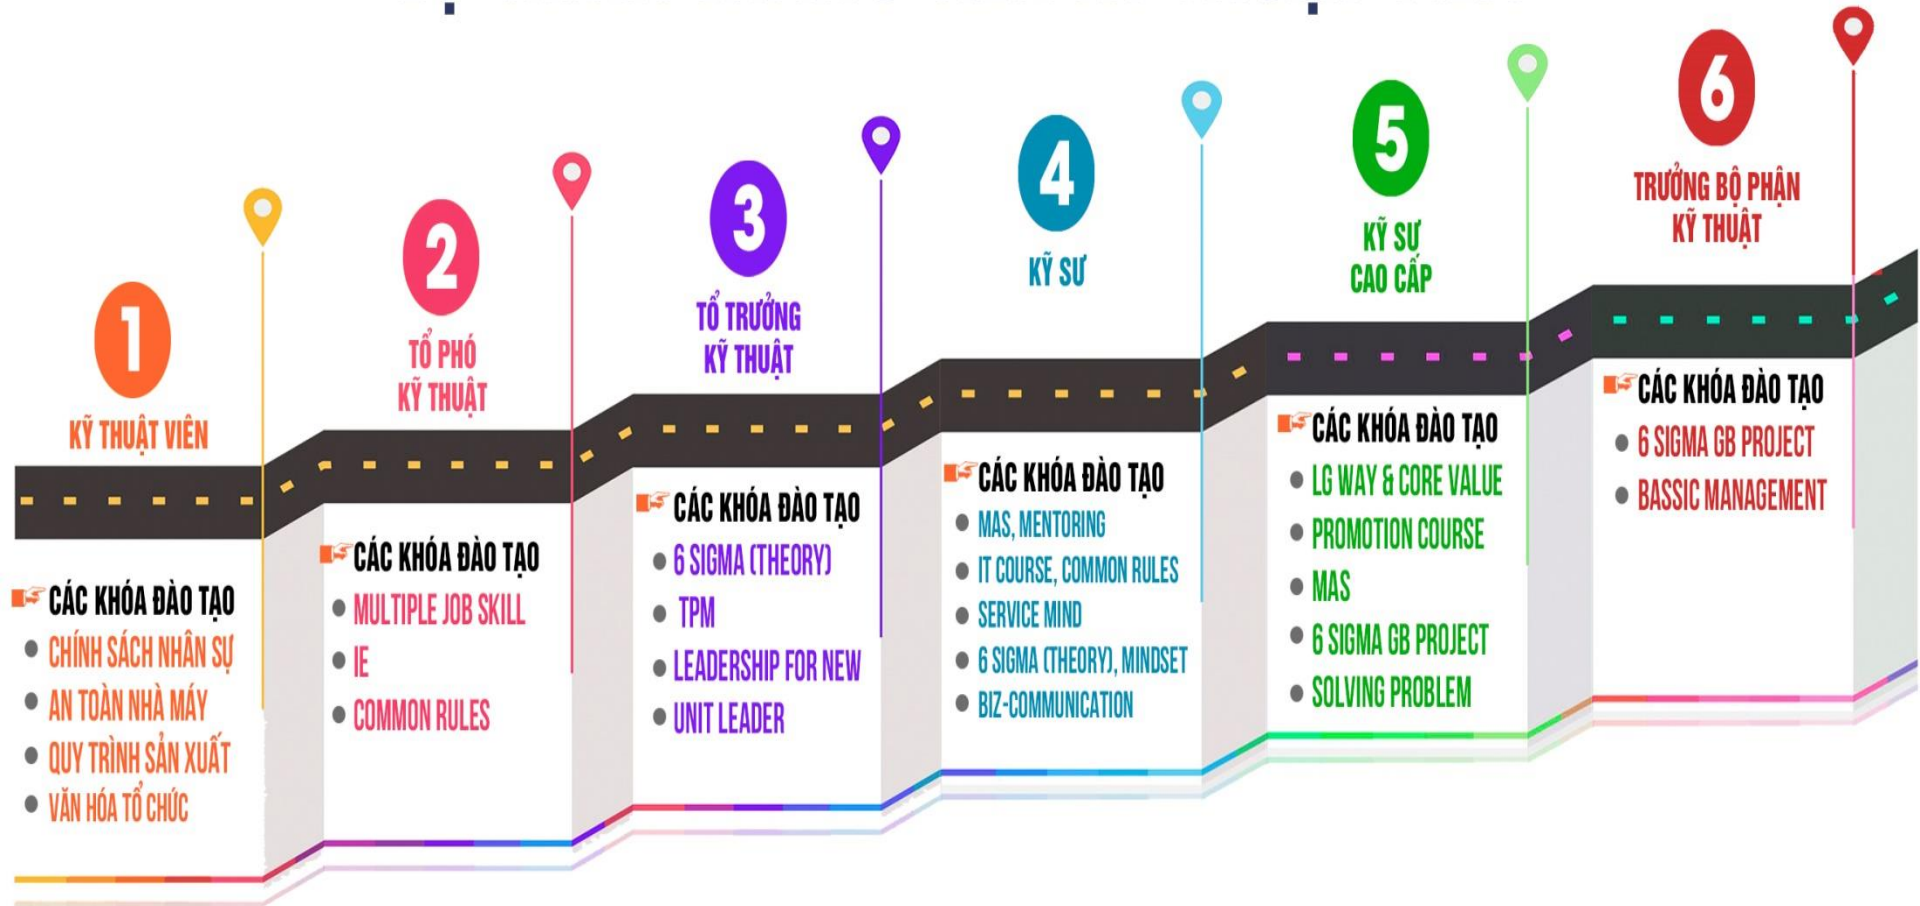 1
KỸ THUẬT VIÊN
CÁC KHÓA ĐÀO TẠO
CHÍNH SÁCH NHÂN SỰ
AN TOÀN NHÀ MÁY
QUY TRÌNH SẢN XUẤT
VĂN HÓA TỔ CHỨC
2
TỔ PHÓ
KỸ THUẬT
CÁC KHÓA ĐÀO TẠO
MULTIPLE JOB SKILL
IE
COMMON RULES
3
TỔ TRƯỞNG
KỸ THUẬT
CÁC KHÓA ĐÀO TẠO
6 SIGMA (THEORY)
TPM
LEADERSHIP FOR NEW
UNIT LEADER
4
KỸ SƯ
CÁC KHÓA ĐÀO TẠO
MAS, MENTORING
IT COURSE, COMMON RULES
SERVICE MIND
6 SIGMA (THEORY), MINDSET
BIZ-COMMUNICATION
5
KỸ SƯ
CAO CẤP
CÁC KHÓA ĐÀO TẠO
LG WAY & CORE VALUE
PROMOTION COURSE
MAS
6 SIGMA GB PROJECT
SOLVING PROBLEM
6
TRƯỞNG BỘ PHẬN
KỸ THUẬT
CÁC KHÓA ĐÀO TẠO
6 SIGMA GB PROJECT
BASSIC MANAGEMENT